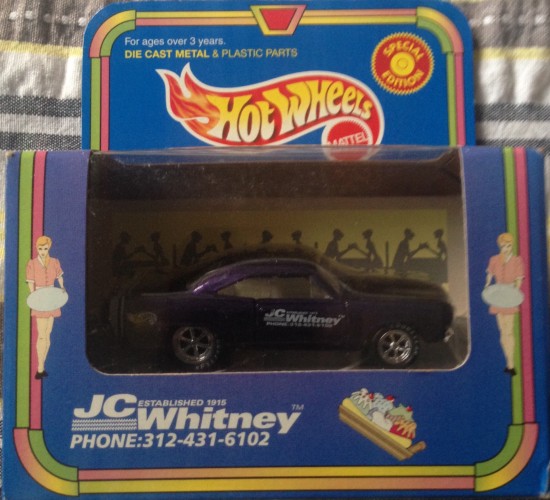 For ages over 3 years.
DIE CAST METAL & PLASTIC PARTS
SPECIAL EDITION
HOT WHEELS
MATTEL
JC Whitney
PHONE:312-431-6102
ESTABLISHED 1915
JC Whitney™
PHONE:312-431-6102